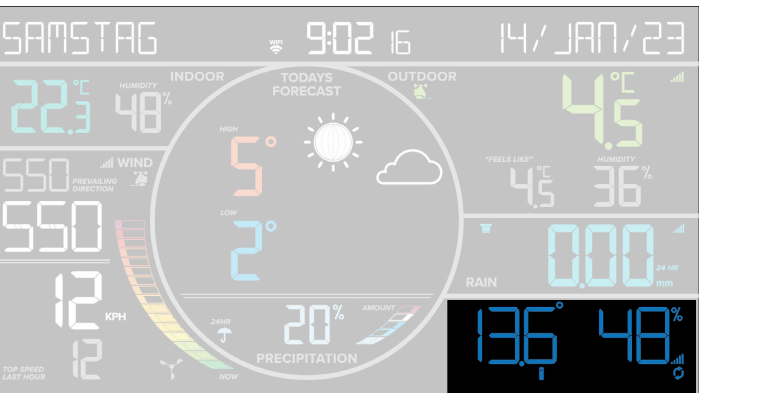 SAMSTAG WIFI 9:02 16 14/JAN/23
INDOOR TODAYS FORECAST OUTDOOR
22.3°C HUMIDITY 48%
HIGH 5°
LOW 2°
4.5°C
"FEELS LIKE" 4.5°C HUMIDITY 36%
WIND
550 PREVAILING DIRECTION
550
12 KPH
TOP SPEED LAST HOUR 12
NOW
24HR 20% AMOUNT
PRECIPITATION
RAIN 0.00 24 HR mm
13.6° 48%